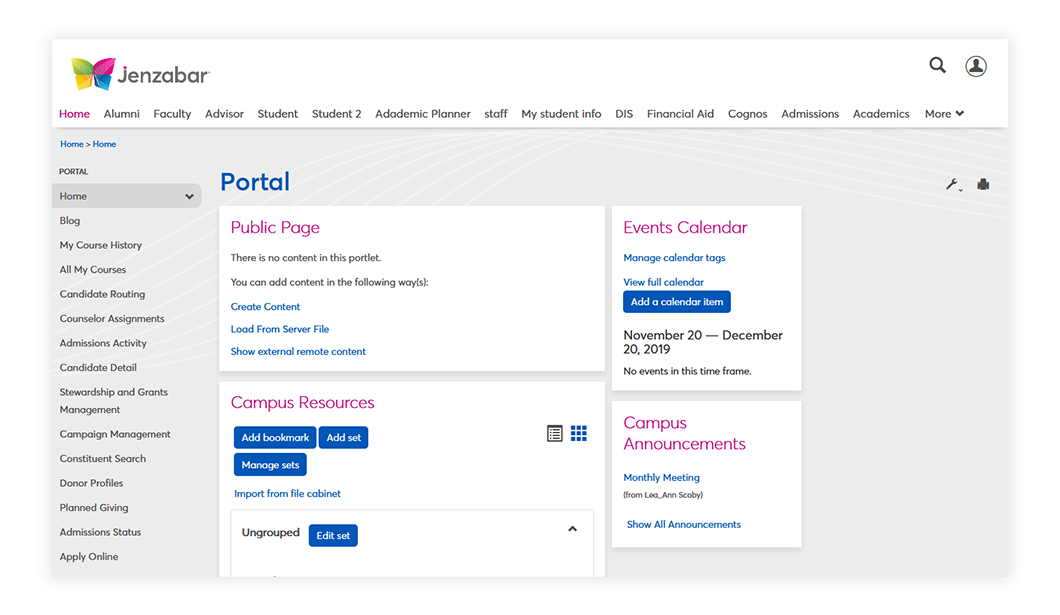 Jenzabar
Home Alumni Faculty Advisor Student Student 2 Adademic Planner staff My student info DIS Financial Aid Cognos Admissions Academics More
Home > Home
PORTAL
Home
Blog
My Course History
All My Courses
Candidate Routing
Counselor Assignments
Admissions Activity
Candidate Detail
Stewardship and Grants
Management
Campaign Management
Constituent Search
Donor Profiles
Planned Giving
Admissions Status
Apply Online
Portal
Public Page
There is no content in this portlet.
You can add content in the following way(s):
Create Content
Load From Server File
Show external remote content
Campus Resources
Add bookmark Add set
Manage sets
Import from file cabinet
Ungrouped Edit set
Events Calendar
Manage calendar tags
View full calendar
Add a calendar item
November 20 — December
20, 2019
No events in this time frame.
Campus
Announcements
Monthly Meeting
(from Lea_Ann Scoby)
Show All Announcements